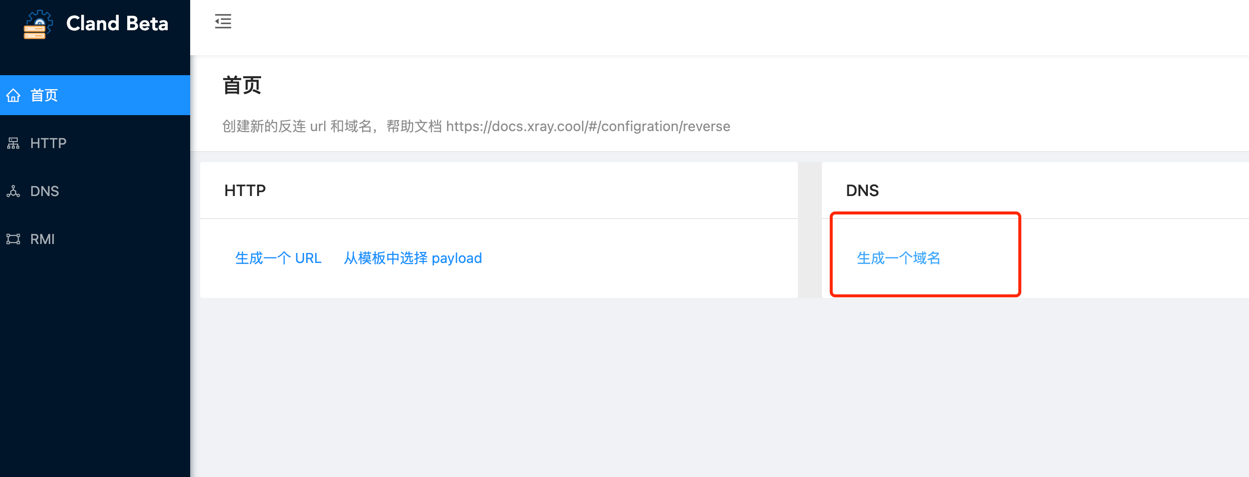 Cland Beta
首页
HTTP
DNS
RMI
首页
创建新的反连 url 和域名，帮助文档 https://docs.xray.cool/#/configration/reverse
HTTP
生成一个 URL 从模板中选择 payload
DNS
生成一个域名